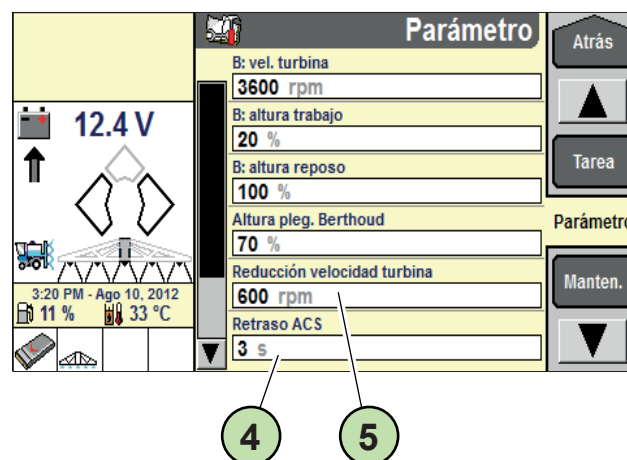 Parámetro
Atrás
B: vel. turbina
3600 rpm
B: altura trabajo
20 %
B: altura reposo
100 %
Altura pleg. Berthoud
70 %
Reducción velocidad turbina
600 rpm
Retraso ACS
3 s
12.4 V
3:20 PM - Ago 10, 2012
11 % 33 °C
Tarea
Parámetro
Manten.
4 5